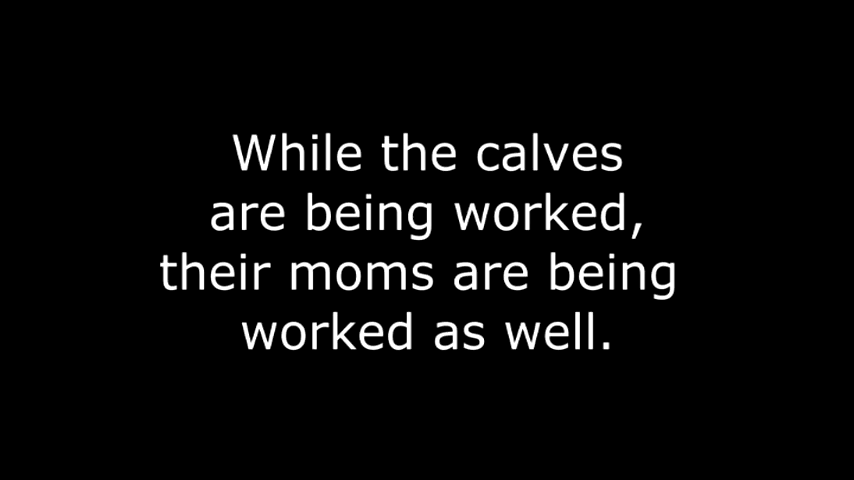 While the calves
are being worked,
their moms are being
worked as well.